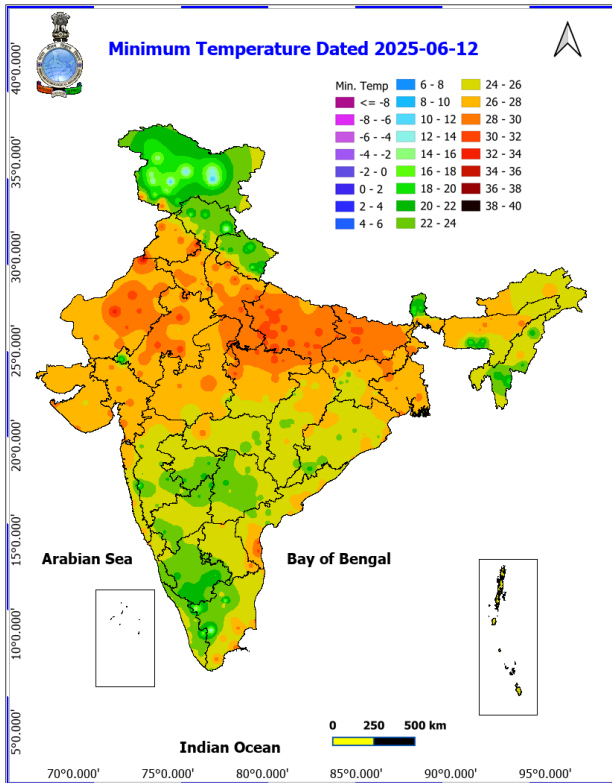 Minimum Temperature Dated 2025-06-12
Min. Temp
<= -8
-8 - -6
-6 - -4
-4 - -2
-2 - 0
0 - 2
2 - 4
4 - 6
6 - 8
8 - 10
10 - 12
12 - 14
14 - 16
16 - 18
18 - 20
20 - 22
22 - 24
24 - 26
26 - 28
28 - 30
30 - 32
32 - 34
34 - 36
36 - 38
38 - 40
40°0.000'
35°0.000'
30°0.000'
25°0.000'
20°0.000'
15°0.000'
10°0.000'
5°0.000'
Arabian Sea
Bay of Bengal
Indian Ocean
0 250 500 km
70°0.000' 75°0.000' 80°0.000' 85°0.000' 90°0.000' 95°0.000'